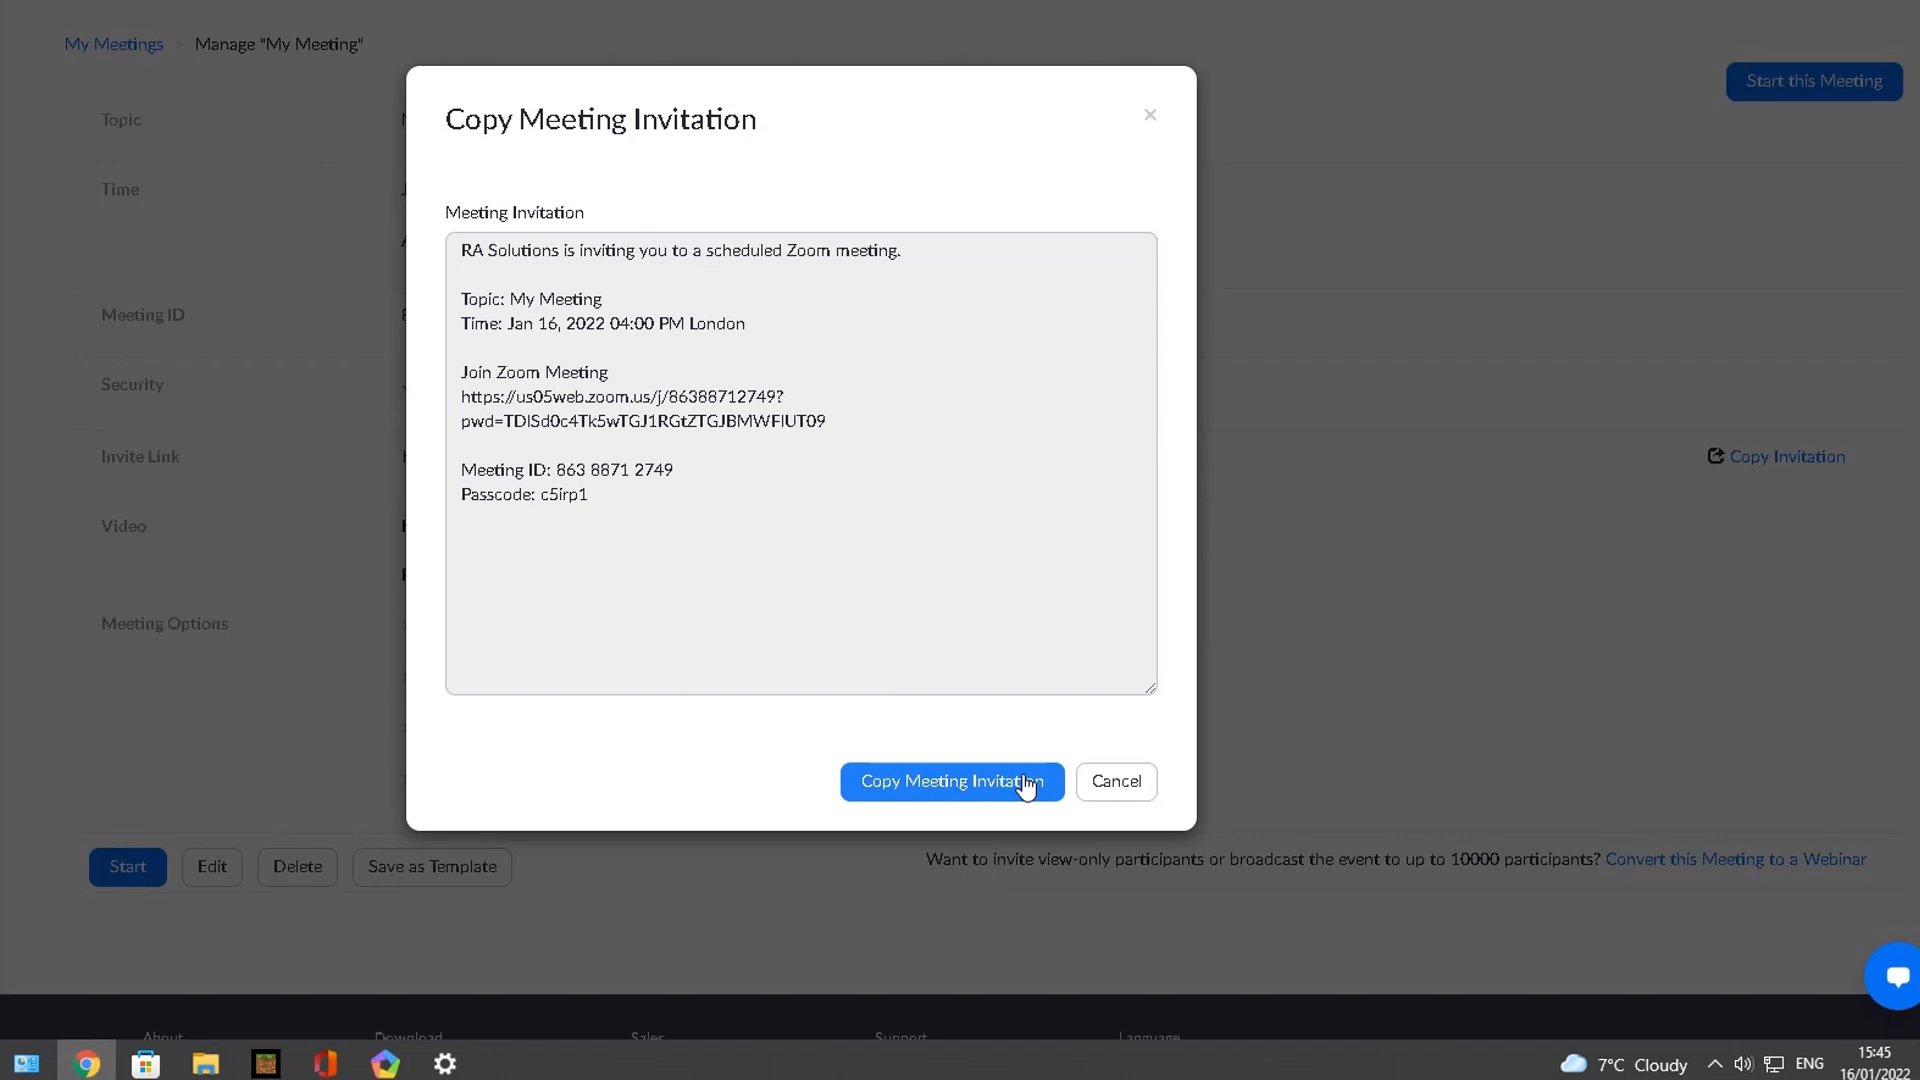 My Meetings > Manage "My Meeting"
Start this Meeting
Copy Meeting Invitation
×
Topic
Time
Meeting Invitation
RA Solutions is inviting you to a scheduled Zoom meeting.
Topic: My Meeting
Time: Jan 16, 2022 04:00 PM London
Join Zoom Meeting
https://us05web.zoom.us/j/86388712749?
pwd=TDlSd0c4Tk5wTGJ1RGtZTGJBMWFlUT09
Meeting ID: 863 8871 2749
Passcode: c5irp1
Meeting ID
Security
Invite Link
Copy Invitation
Video
Meeting Options
Copy Meeting Invitation
Cancel
Start
Edit
Delete
Save as Template
Want to invite view-only participants or broadcast the event to up to 10000 participants? Convert this Meeting to a Webinar
About
Download
Sales
Support
Language
7°C Cloudy
ENG
15:45
16/01/2022